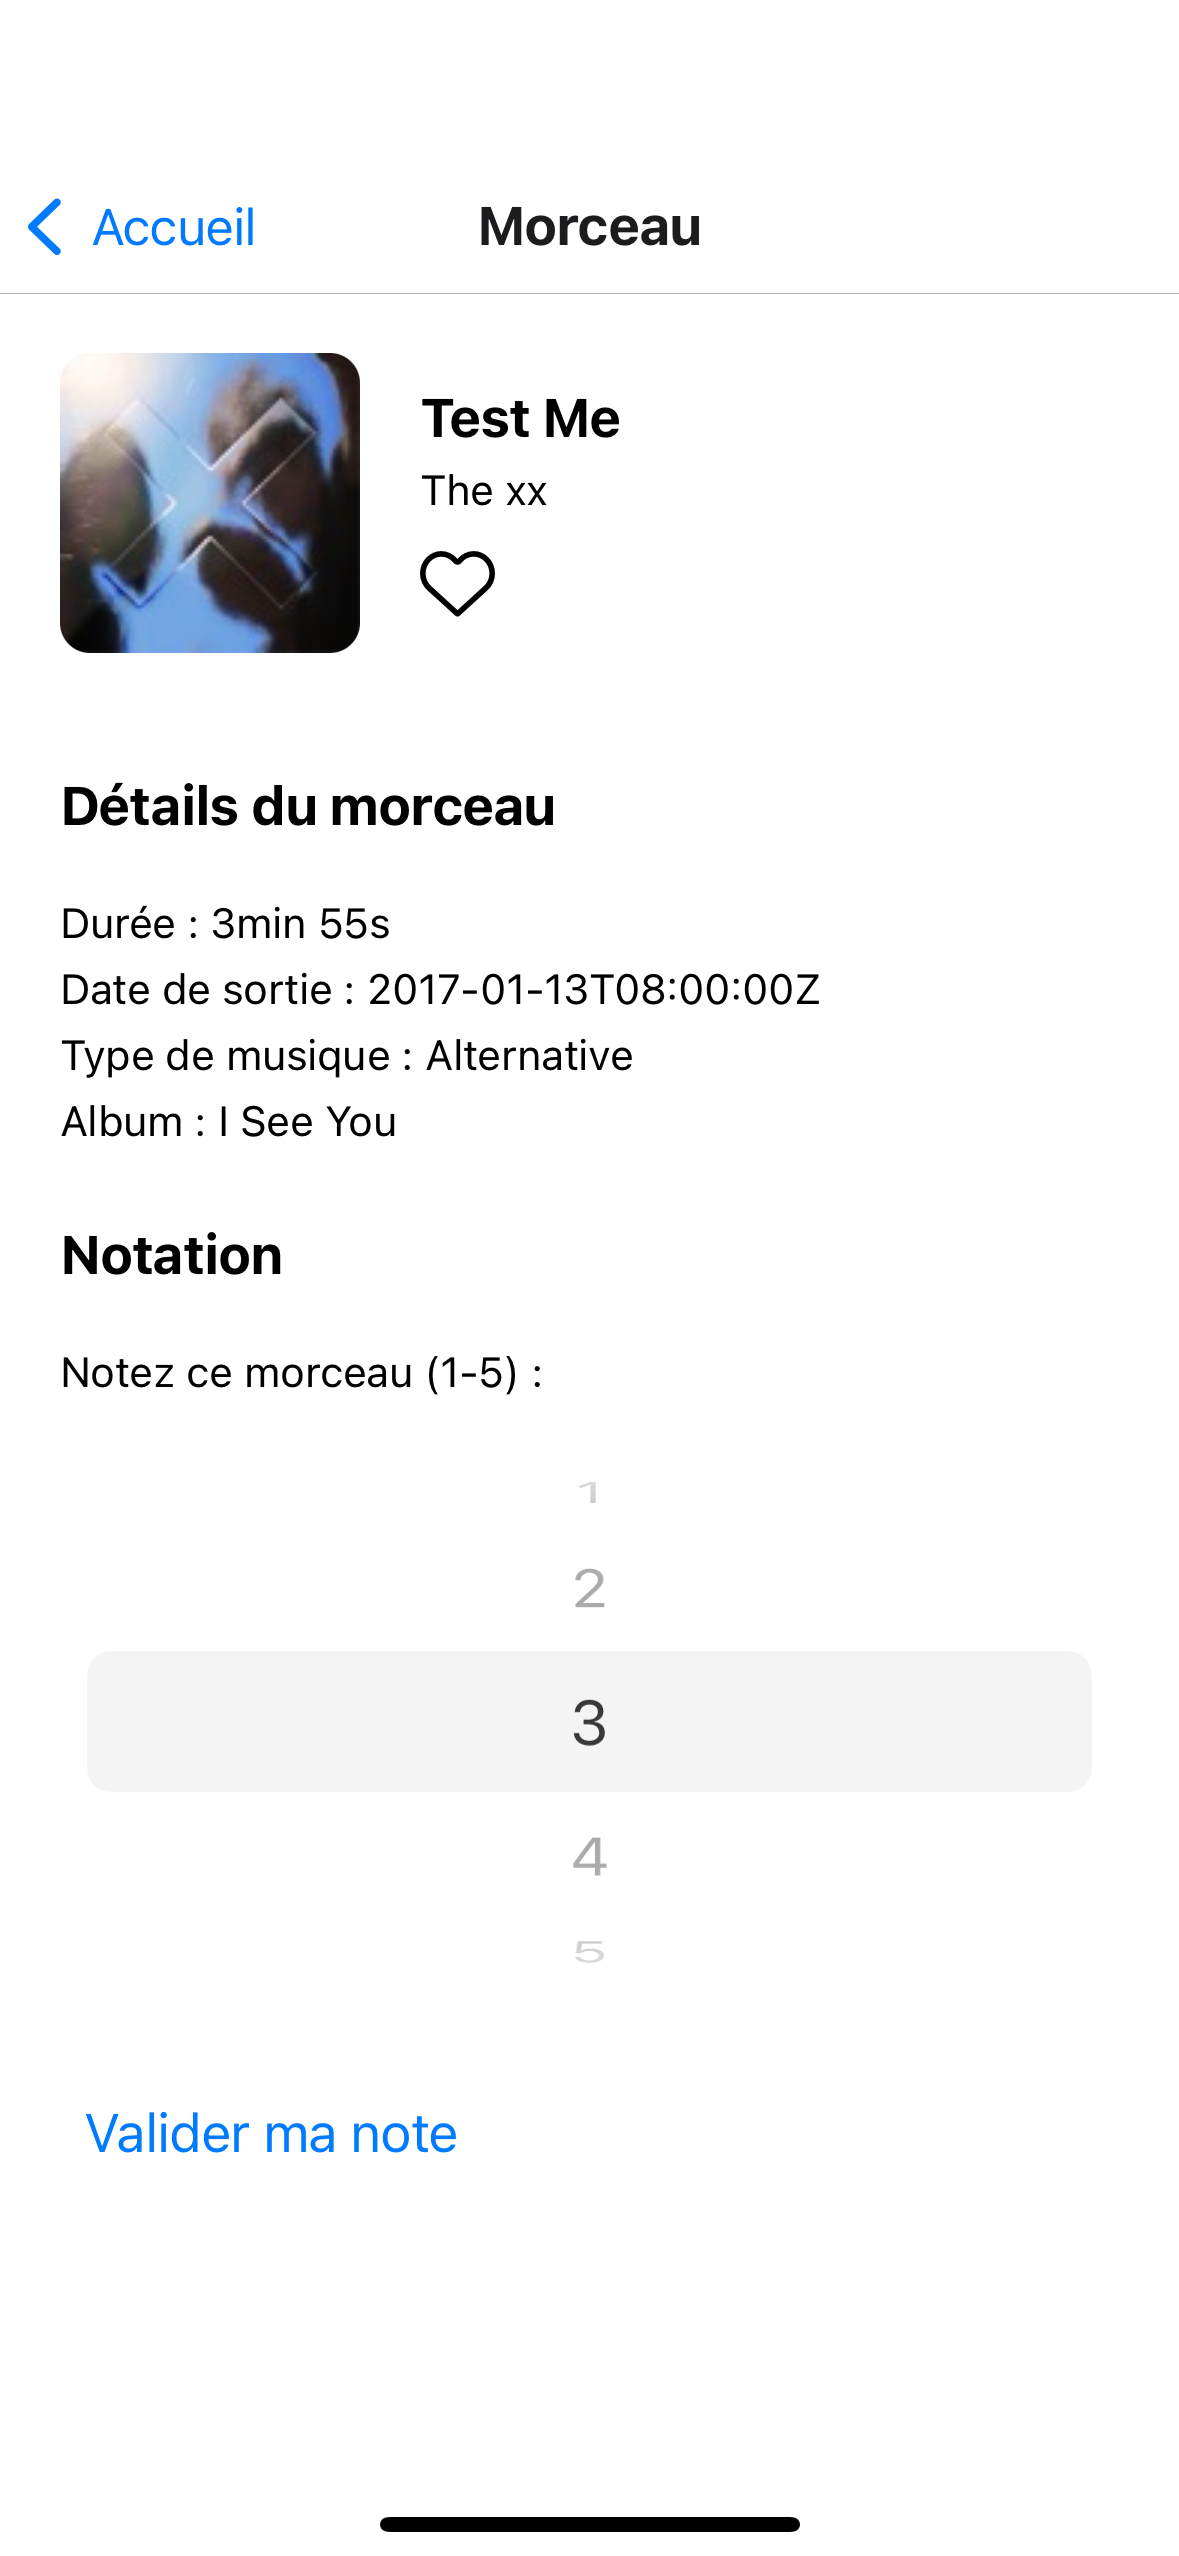 Accueil
Morceau
Test Me
The xx
Détails du morceau
Durée : 3min 55s
Date de sortie : 2017-01-13T08:00:00Z
Type de musique : Alternative
Album : I See You
Notation
Notez ce morceau (1-5) :
1
2
3
4
5
Valider ma note